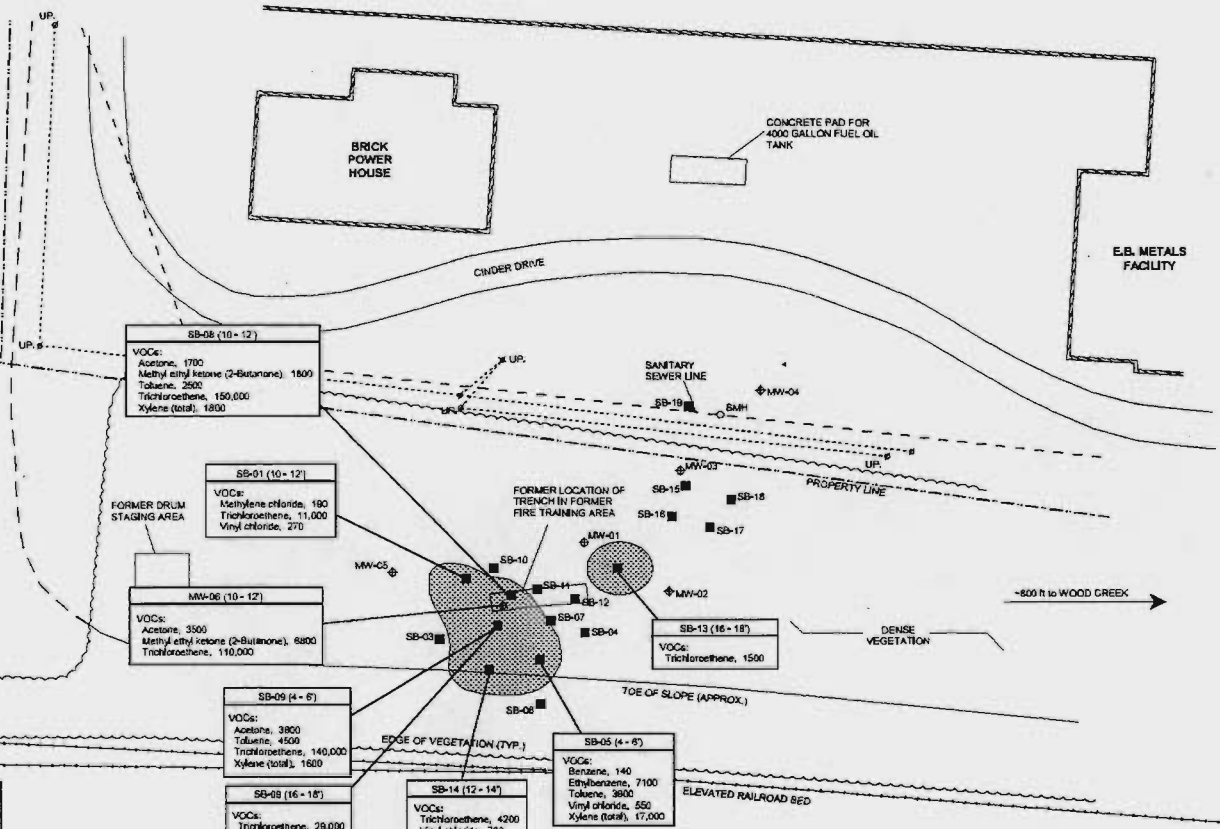 UP.
CONCRETE PAD FOR
4000 GALLON FUEL OIL
TANK
BRICK
POWER
HOUSE
E.B. METALS
FACILITY
CINDER DRIVE
UP.
SB-08 (10 - 12')
VOCs:
Acetone, 1700
Methyl ethyl ketone (2-Butanone), 1800
Toluene, 2500
Trichloroethene, 150,000
Xylene (total), 1800
UP.
UP.
SANITARY
SEWER LINE
MW-04
SB-19
SMH
UP.
MW-03
PROPERTY LINE
SB-15
SB-18
SB-16
SB-17
SB-01 (10 - 12')
VOCs:
Methylene chloride, 190
Trichloroethene, 11,000
Vinyl chloride, 270
FORMER LOCATION OF
TRENCH IN FORMER
FIRE TRAINING AREA
FORMER DRUM
STAGING AREA
MW-01
MW-05
SB-10
SB-11
SB-12
MW-02
~800 ft to WOOD CREEK
MW-06 (10 - 12')
VOCs:
Acetone, 3500
Methyl ethyl ketone (2-Butanone), 6800
Trichloroethene, 110,000
SB-07
SB-03
SB-04
SB-13 (16 - 18')
VOCs:
Trichloroethene, 1500
DENSE
VEGETATION
TOE OF SLOPE (APPROX.)
SB-09 (4 - 6')
VOCs:
Acetone, 3800
Toluene, 4500
Trichloroethene, 140,000
Xylene (total), 1600
SB-06
EDGE OF VEGETATION (TYP.)
SB-05 (4 - 6')
VOCs:
Benzene, 140
Ethylbenzene, 7100
Toluene, 3900
Vinyl chloride, 550
Xylene (total), 17,000
ELEVATED RAILROAD BED
SB-09 (16 - 18')
VOCs:
Trichloroethene, 29,000
SB-14 (12 - 14')
VOCs:
Trichloroethene, 4200
Vinyl chloride,